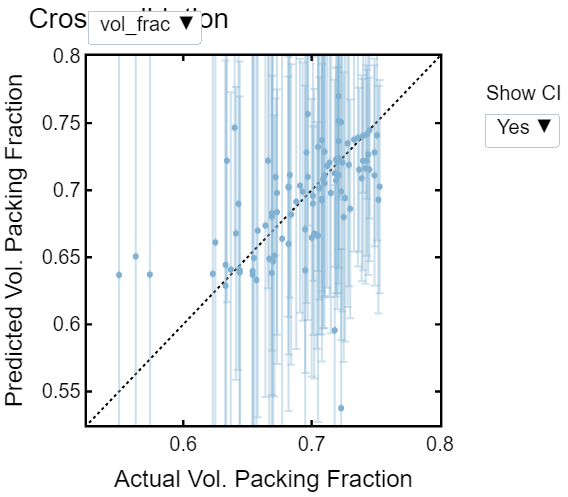 Cros
on
vol_frac ▼
Show CI
Yes ▼
Predicted Vol. Packing Fraction
0.8
0.75
0.7
0.65
0.6
0.55
0.6 0.7 0.8
Actual Vol. Packing Fraction